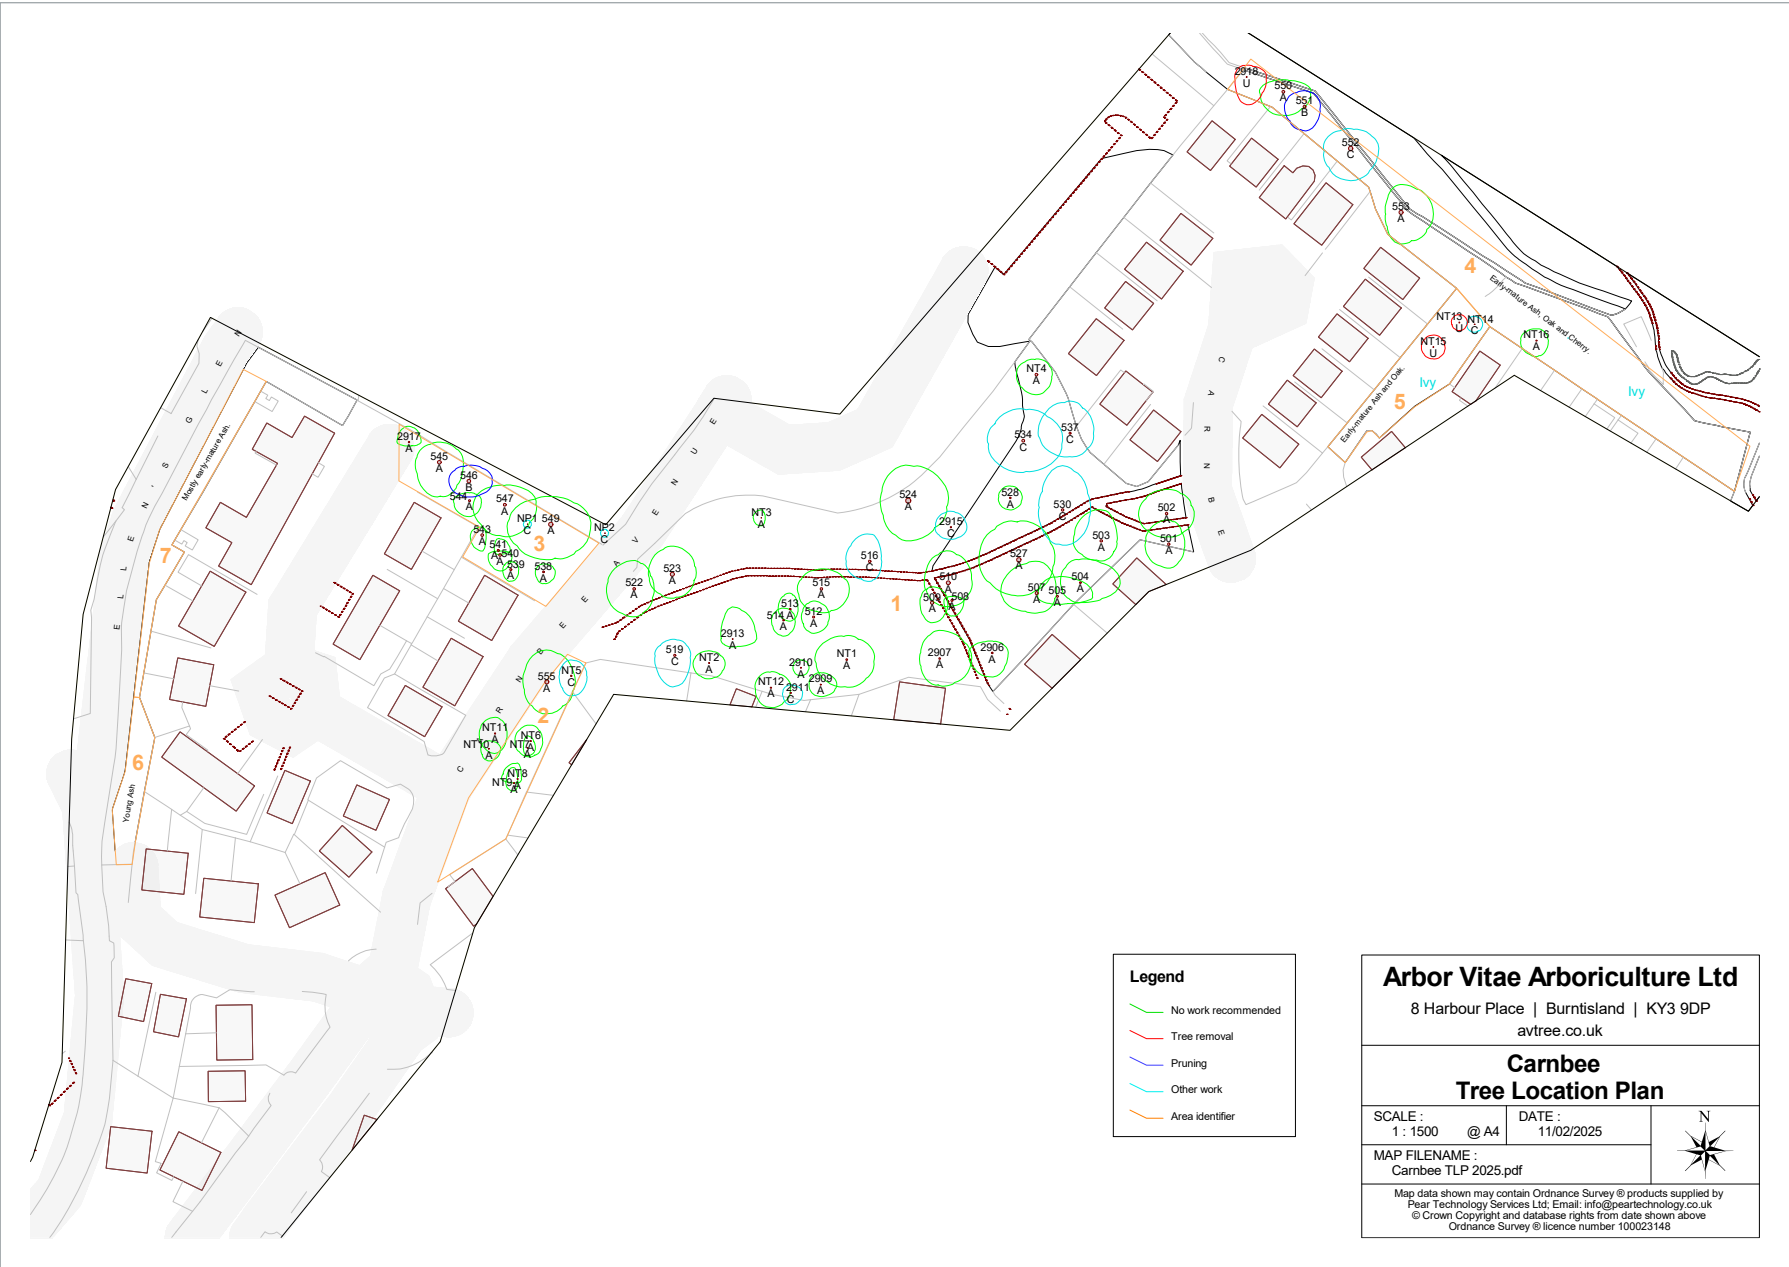 2918
U
550
A
551
B
552
C
553
A
4
Early-mature Ash, Oak and Cherry.
NT13
U
NT14
C
NT15
U
NT16
A
Ivy
Ivy
5
Early-mature Ash and Oak.
CARNBEE
ELLEN'S GLEN
Mostly early-mature Ash.
7
6
Young Ash
2917
A
545
A
546
B
544
A
547
A
NP1
C
549
A
NP2
C
543
A
541
A
540
A
539
A
538
A
3
CARNBEE AVENUE
NT4
A
534
C
537
C
524
A
528
A
530
C
2915
C
502
A
501
A
503
A
NT3
A
516
C
527
A
523
A
522
A
515
A
510
A
509
A
508
A
507
A
505
A
504
A
1
513
A
514
A
512
A
2913
A
519
C
NT2
A
2910
A
NT1
A
2909
A
NT12
A
2911
C
2907
A
2906
A
555
A
NT5
C
2
NT11
A
NT10
A
NT6
A
NT7
A
NT8
A
NT9
A
Legend
No work recommended
Tree removal
Pruning
Other work
Area identifier
Arbor Vitae Arboriculture Ltd
8 Harbour Place | Burntisland | KY3 9DP
avtree.co.uk
Carnbee
Tree Location Plan
SCALE :
1 : 1500 @ A4
DATE :
11/02/2025
N
MAP FILENAME :
Carnbee TLP 2025.pdf
Map data shown may contain Ordnance Survey ® products supplied by
Pear Technology Services Ltd; Email: info@peartechnology.co.uk
© Crown Copyright and database rights from date shown above
Ordnance Survey ® licence number 100023148